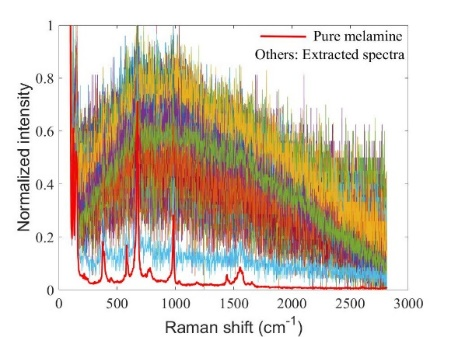 Pure melamine
Others: Extracted spectra
Normalized intensity
1
0.8
0.6
0.4
0.2
0
0 500 1000 1500 2000 2500 3000
Raman shift (cm⁻¹)